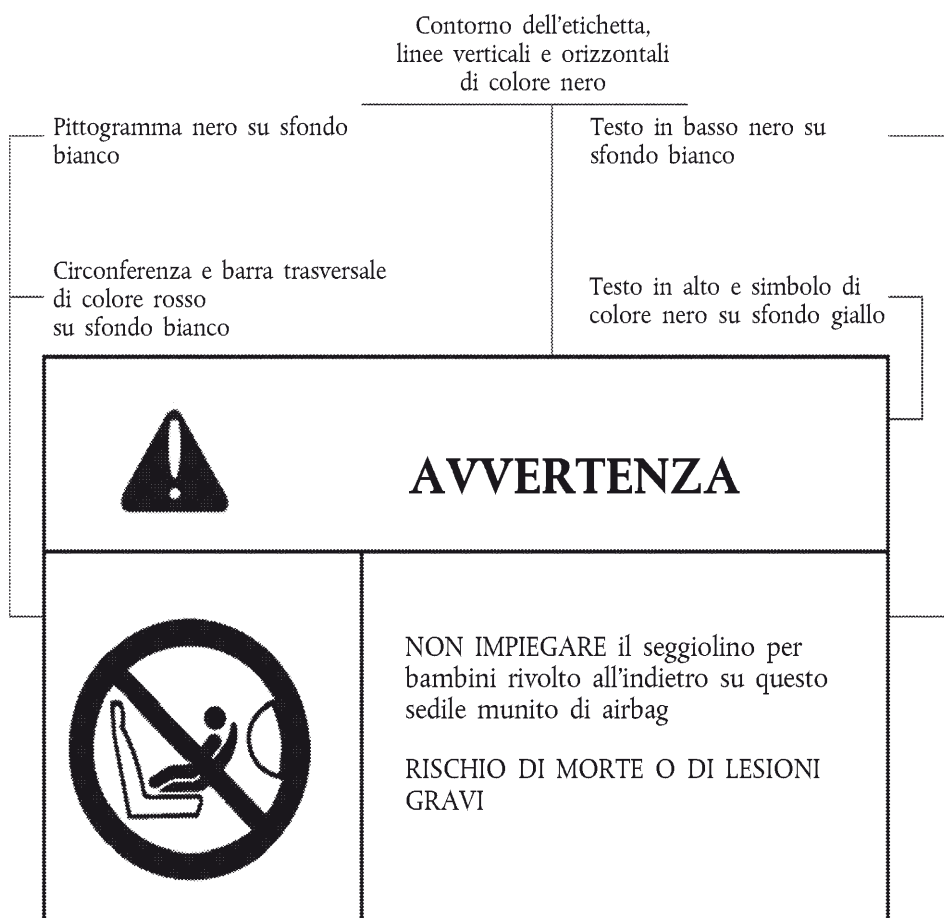 Contorno dell'etichetta,
linee verticali e orizzontali
di colore nero
Pittogramma nero su sfondo
bianco
Testo in basso nero su
sfondo bianco
Circonferenza e barra trasversale
di colore rosso
su sfondo bianco
Testo in alto e simbolo di
colore nero su sfondo giallo
AVVERTENZA
NON IMPIEGARE il seggiolino per
bambini rivolto all'indietro su questo
sedile munito di airbag
RISCHIO DI MORTE O DI LESIONI
GRAVI